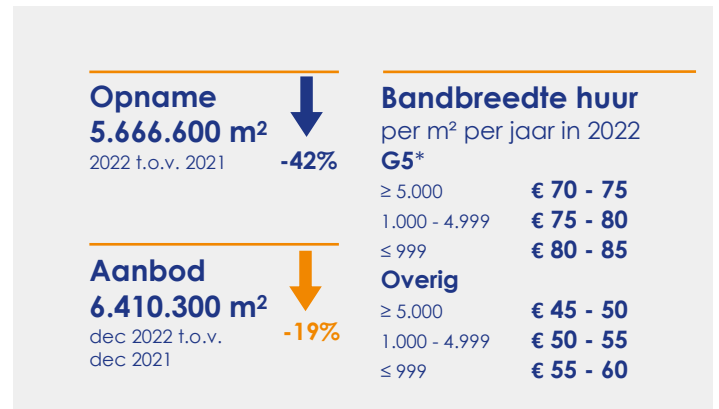 Opname
5.666.600 m²
2022 t.o.v. 2021
-42%
Aanbod
6.410.300 m²
dec 2022 t.o.v.
dec 2021
-19%
Bandbreedte huur
per m² per jaar in 2022
G5*
≥ 5.000 € 70 - 75
1.000 - 4.999 € 75 - 80
≤ 999 € 80 - 85
Overig
≥ 5.000 € 45 - 50
1.000 - 4.999 € 50 - 55
≤ 999 € 55 - 60